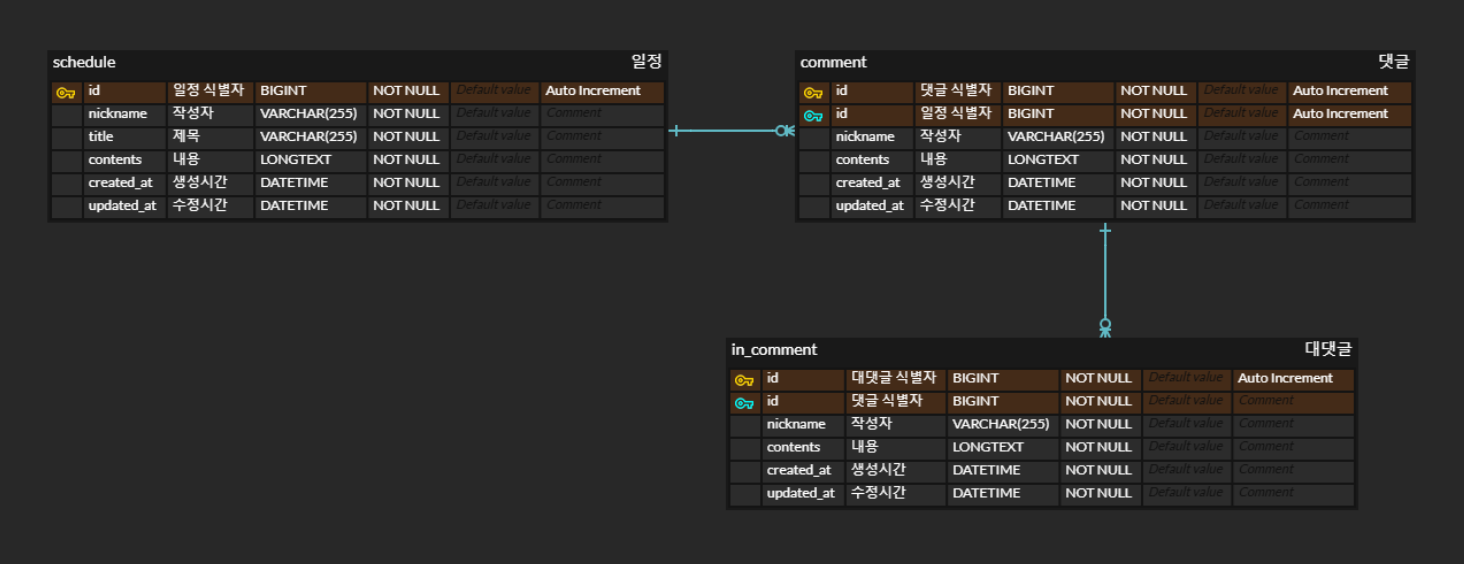 schedule 일정
id 일정 식별자 BIGINT NOT NULL Default value Auto Increment
nickname 작성자 VARCHAR(255) NOT NULL Default value Comment
title 제목 VARCHAR(255) NOT NULL Default value Comment
contents 내용 LONGTEXT NOT NULL Default value Comment
created_at 생성시간 DATETIME NOT NULL Default value Comment
updated_at 수정시간 DATETIME NOT NULL Default value Comment
comment 댓글
id 댓글 식별자 BIGINT NOT NULL Default value Auto Increment
id 일정 식별자 BIGINT NOT NULL Default value Auto Increment
nickname 작성자 VARCHAR(255) NOT NULL Default value Comment
contents 내용 LONGTEXT NOT NULL Default value Comment
created_at 생성시간 DATETIME NOT NULL Default value Comment
updated_at 수정시간 DATETIME NOT NULL Default value Comment
in_comment 대댓글
id 대댓글 식별자 BIGINT NOT NULL Default value Auto Increment
id 댓글 식별자 BIGINT NOT NULL Default value Comment
nickname 작성자 VARCHAR(255) NOT NULL Default value Comment
contents 내용 LONGTEXT NOT NULL Default value Comment
created_at 생성시간 DATETIME NOT NULL Default value Comment
updated_at 수정시간 DATETIME NOT NULL Default value Comment